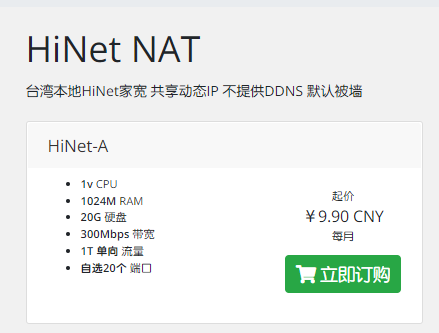 HiNet NAT
台湾本地HiNet家宽 共享动态IP 不提供DDNS 默认被墙
HiNet-A
1v CPU
1024M RAM
20G 硬盘
300Mbps 带宽
1T 单向 流量
自选20个 端口
起价
¥9.90 CNY
每月
立即订购